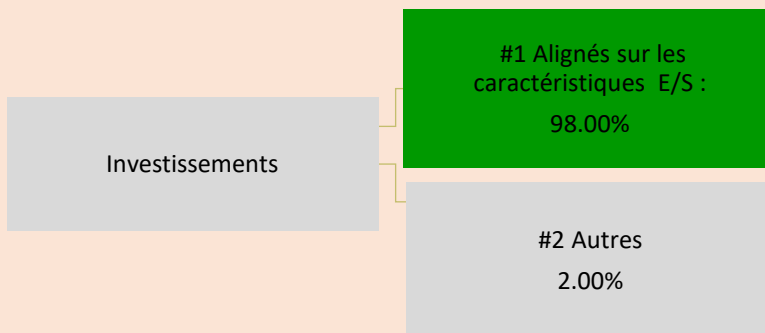 Investissements
#1 Alignés sur les
caractéristiques E/S :
98.00%
#2 Autres
2.00%